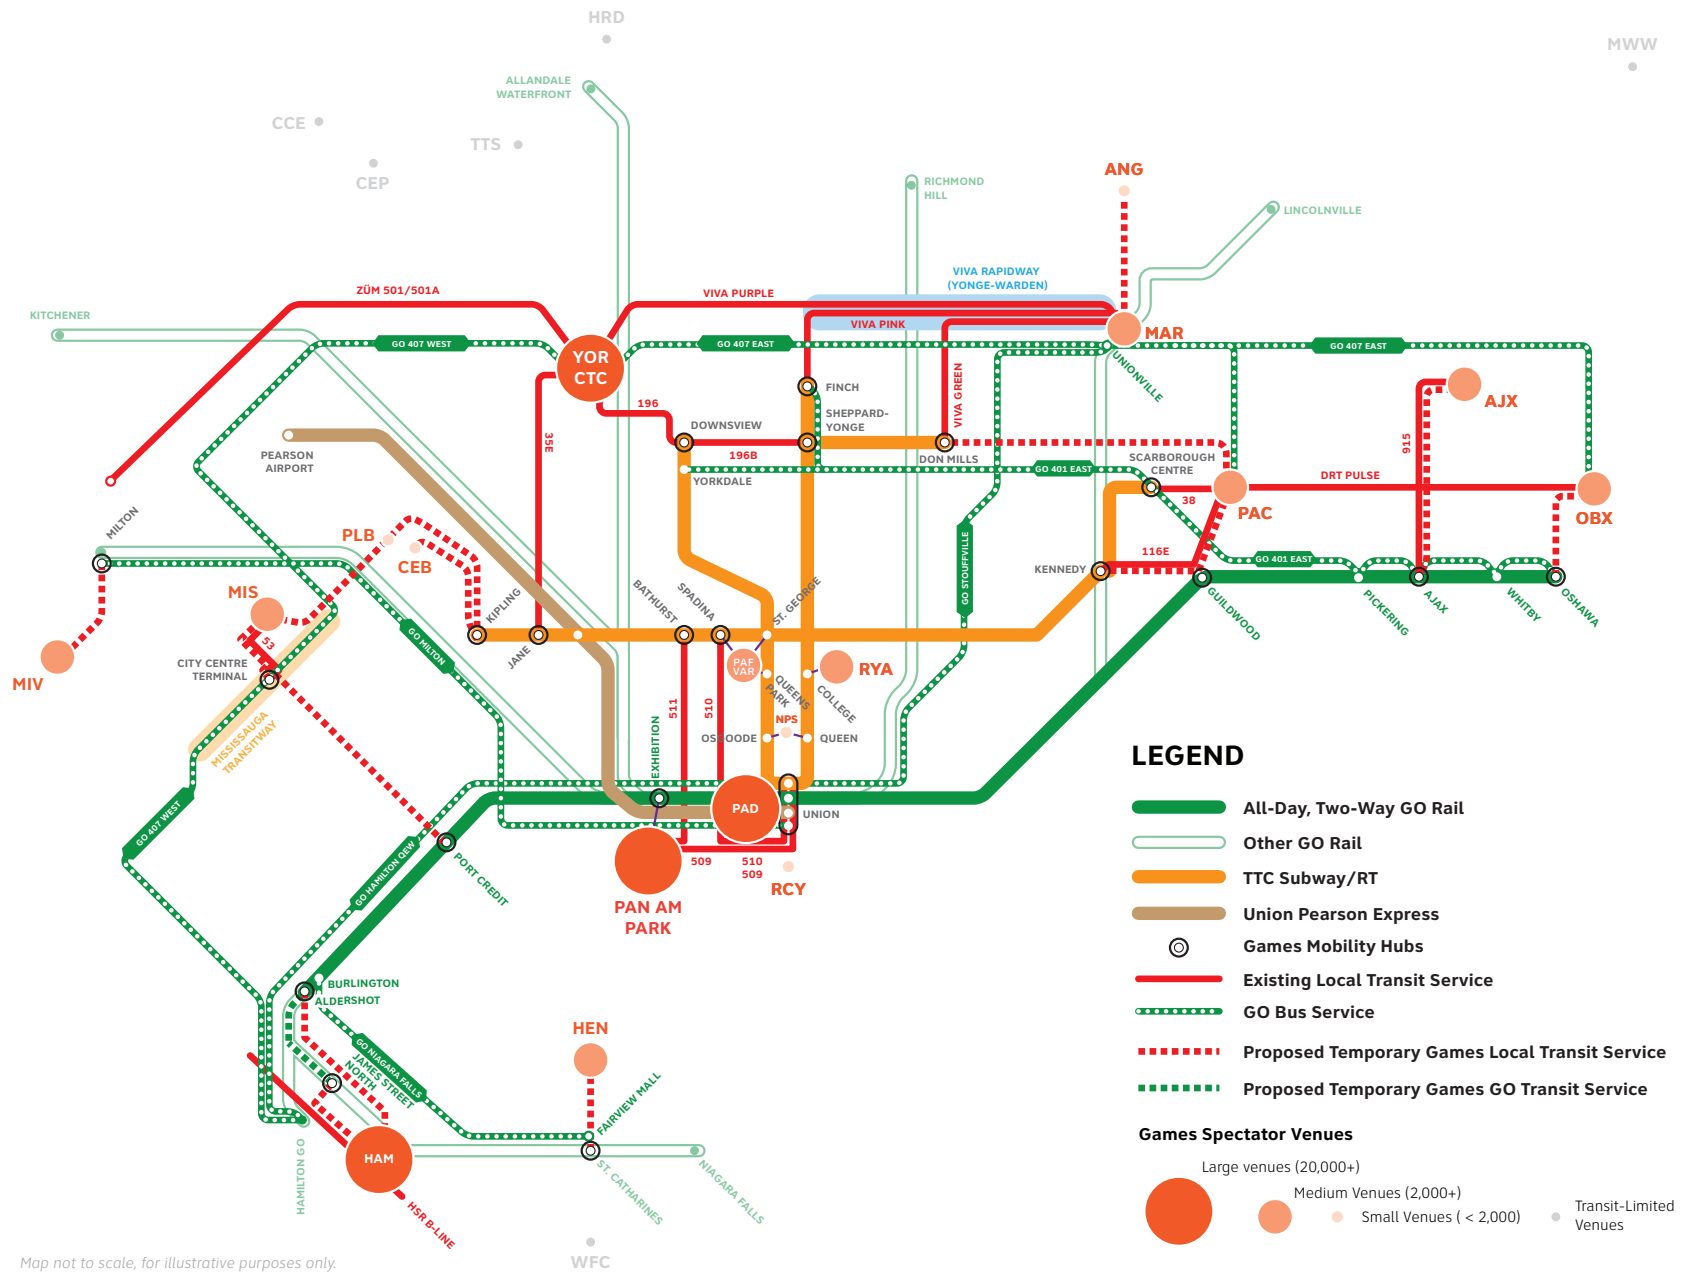 HRD
MWW
ALLANDALE
WATERFRONT
CCE
TTS
CEP
ANG
RICHMOND
HILL
LINCOLNVILLE
VIVA RAPIDWAY
(YONGE-WARDEN)
ZÜM 501/501A
VIVA PURPLE
KITCHENER
VIVA PINK
MAR
GO 407 WEST
GO 407 EAST
GO 407 EAST
UNIONVILLE
YOR
CTC
FINCH
VIVA GREEN
AJX
196
SHEPPARD-
YONGE
DOWNSVIEW
35E
915
PEARSON
AIRPORT
196B
DON MILLS
SCARBOROUGH
CENTRE
GO 401 EAST
YORKDALE
DRT PULSE
38
PAC
OBX
MILTON
PLB
CEB
GO STOUFFVILLE
116E
GO 401 EAST
KENNEDY
MIS
KIPLING
BATHURST
SPADINA
ST. GEORGE
GUILDWOOD
PICKERING
AJAX
WHITBY
OSHAWA
53
GO MILTON
JANE
CITY CENTRE
TERMINAL
MIV
PAF
VAR
RYA
QUEENS
PARK
COLLEGE
511
510
NPS
MISSISSAUGA
TRANSITWAY
EXHIBITION
OSGOODE
QUEEN
LEGEND
PAD
UNION
All-Day, Two-Way GO Rail
GO 407 WEST
Other GO Rail
GO HAMILTON QEW
PORT CREDIT
509
510
509
RCY
TTC Subway/RT
PAN AM
PARK
Union Pearson Express
Games Mobility Hubs
BURLINGTON
ALDERSHOT
Existing Local Transit Service
GO Bus Service
HEN
GO NIAGARA FALLS
JAMES STREET
NORTH
Proposed Temporary Games Local Transit Service
Proposed Temporary Games GO Transit Service
FAIRVIEW MALL
Games Spectator Venues
HAM
Large venues (20,000+)
HAMILTON GO
ST. CATHARINES
NIAGARA FALLS
Medium Venues (2,000+)
Small Venues ( < 2,000)
Transit-Limited
Venues
HSR B-LINE
WFC
Map not to scale, for illustrative purposes only.